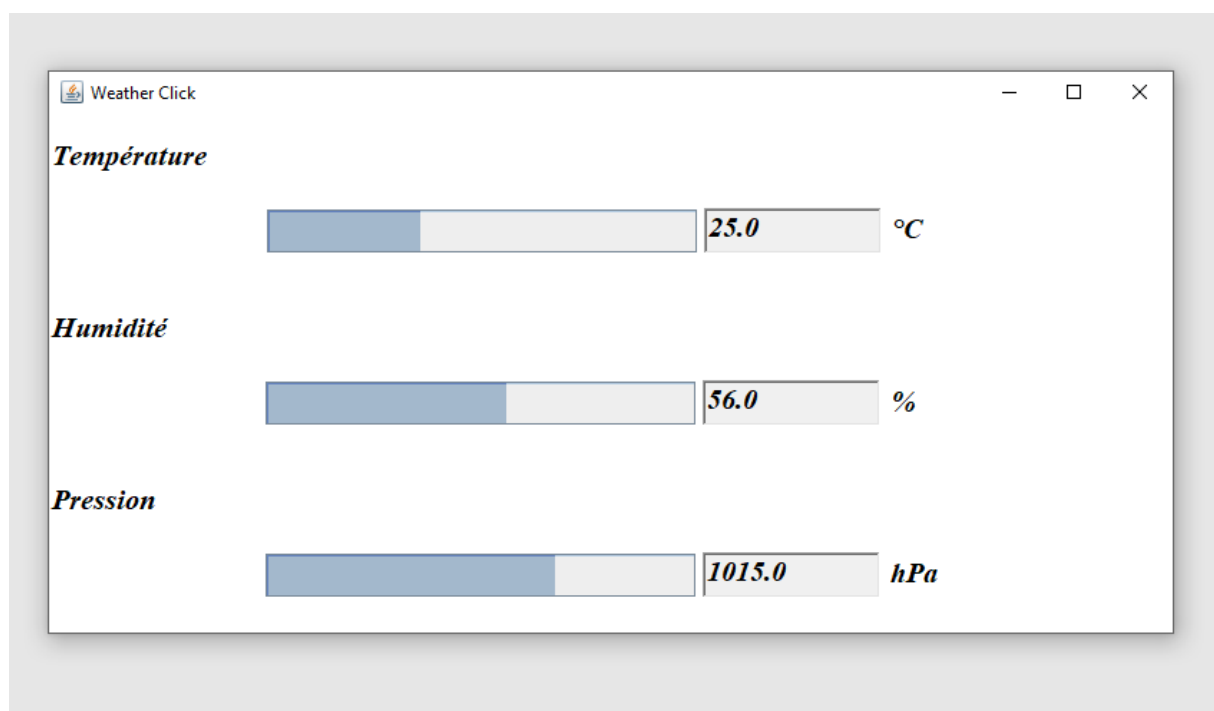 Weather Click
Température
25.0 °C
Humidité
56.0 %
Pression
1015.0 hPa